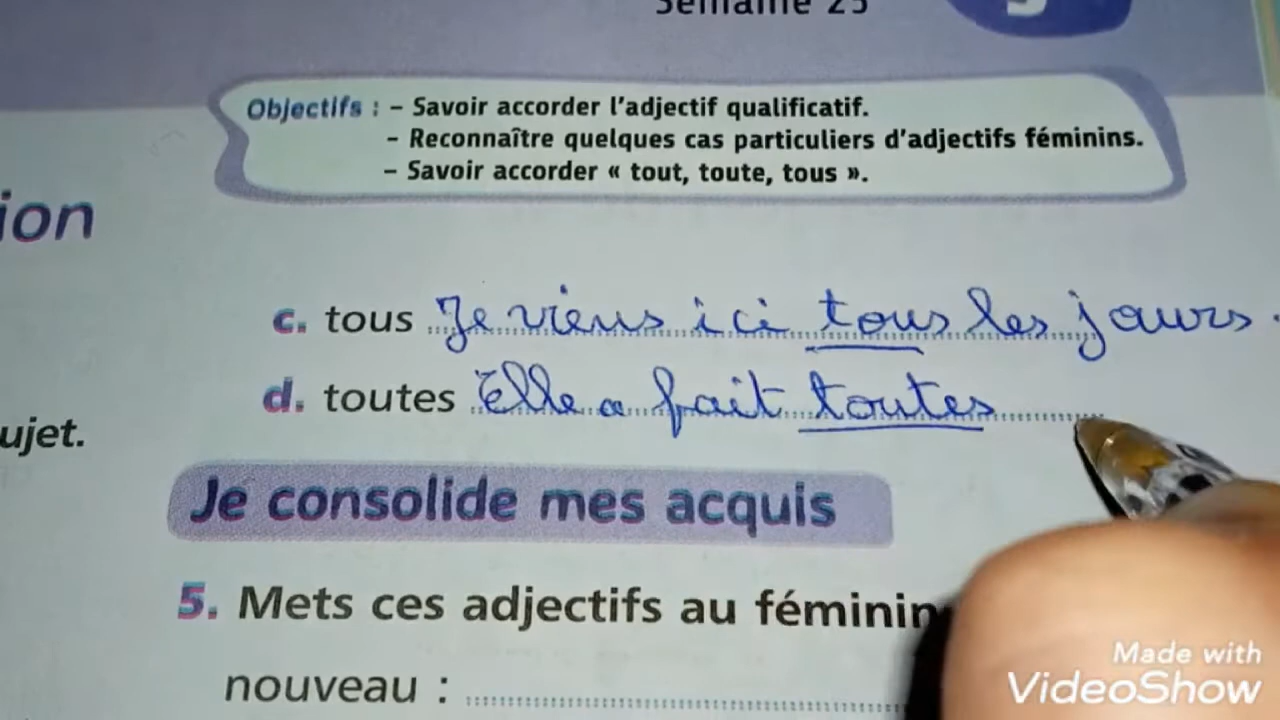 Semaine 25
Objectifs : – Savoir accorder l'adjectif qualificatif.
– Reconnaître quelques cas particuliers d'adjectifs féminins.
– Savoir accorder « tout, toute, tous ».
ion
c. tous Je viens ici tous les jours.
d. toutes Elle a fait toutes
ujet.
Je consolide mes acquis
5. Mets ces adjectifs au féminin
nouveau :
Made with
VideoShow